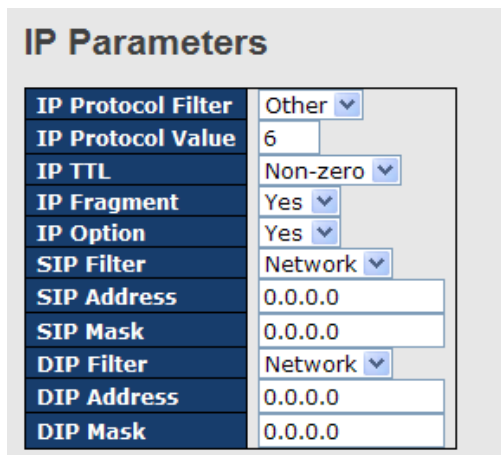 IP Parameters
IP Protocol Filter Other
IP Protocol Value 6
IP TTL Non-zero
IP Fragment Yes
IP Option Yes
SIP Filter Network
SIP Address 0.0.0.0
SIP Mask 0.0.0.0
DIP Filter Network
DIP Address 0.0.0.0
DIP Mask 0.0.0.0